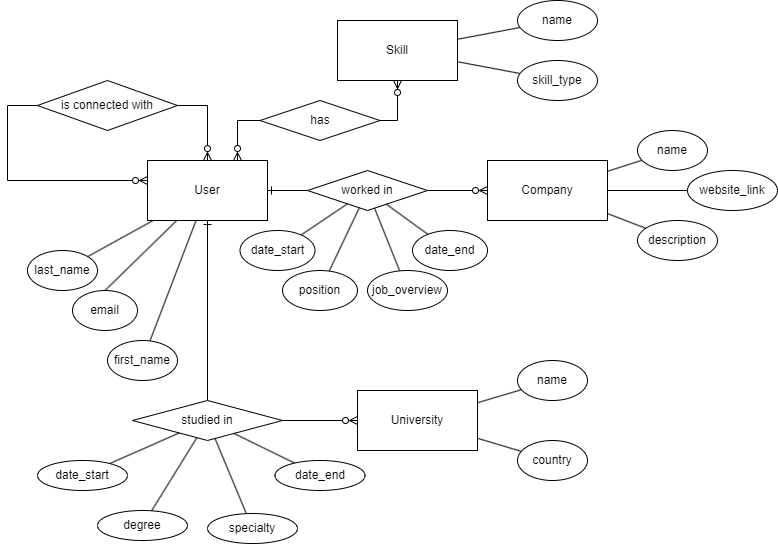 name
Skill
skill_type
is connected with
has
name
User
worked in
Company
website_link
date_start
date_end
description
last_name
position
job_overview
email
first_name
name
studied in
University
country
date_start
date_end
degree
specialty